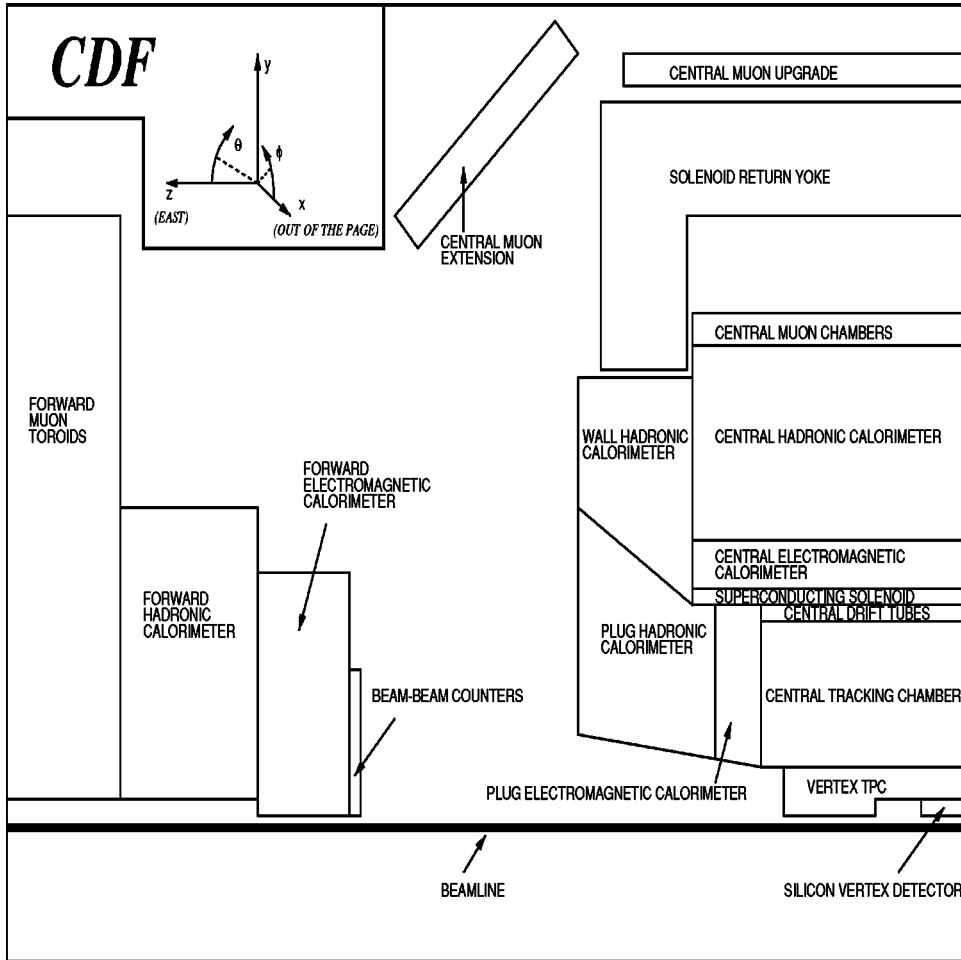 CDF
y
θ
ϕ
z
x
(EAST)
(OUT OF THE PAGE)
CENTRAL MUON UPGRADE
SOLENOID RETURN YOKE
CENTRAL MUON
EXTENSION
CENTRAL MUON CHAMBERS
FORWARD
MUON
TOROIDS
WALL HADRONIC
CALORIMETER
CENTRAL HADRONIC CALORIMETER
FORWARD
ELECTROMAGNETIC
CALORIMETER
CENTRAL ELECTROMAGNETIC
CALORIMETER
SUPERCONDUCTING SOLENOID
CENTRAL DRIFT TUBES
FORWARD
HADRONIC
CALORIMETER
PLUG HADRONIC
CALORIMETER
BEAM-BEAM COUNTERS
CENTRAL TRACKING CHAMBER
PLUG ELECTROMAGNETIC CALORIMETER
VERTEX TPC
BEAMLINE
SILICON VERTEX DETECTOR